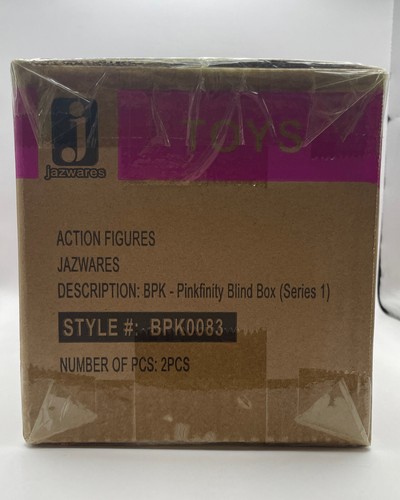 TOYS
j
jazwares
ACTION FIGURES
JAZWARES
DESCRIPTION: BPK - Pinkfinity Blind Box (Series 1)
STYLE #: BPK0083
NUMBER OF PCS: 2PCS